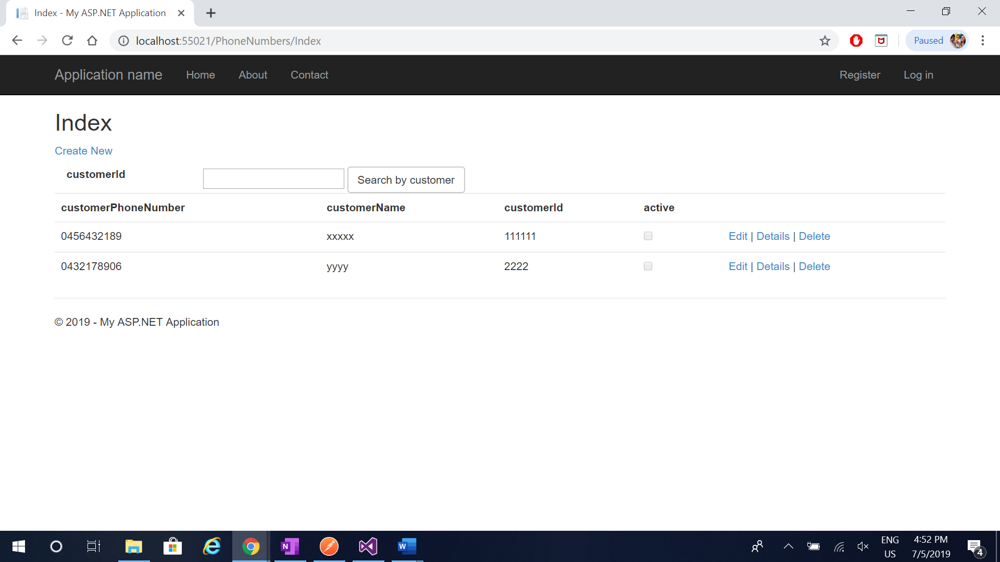 Index - My ASP.NET Application
localhost:55021/PhoneNumbers/Index
Paused
Application name Home About Contact Register Log in
Index
Create New
customerId Search by customer
customerPhoneNumber customerName customerId active
0456432189 xxxxx 111111 Edit | Details | Delete
0432178906 yyyy 2222 Edit | Details | Delete
© 2019 - My ASP.NET Application
N
W
ENG
US
4:52 PM
7/5/2019
4